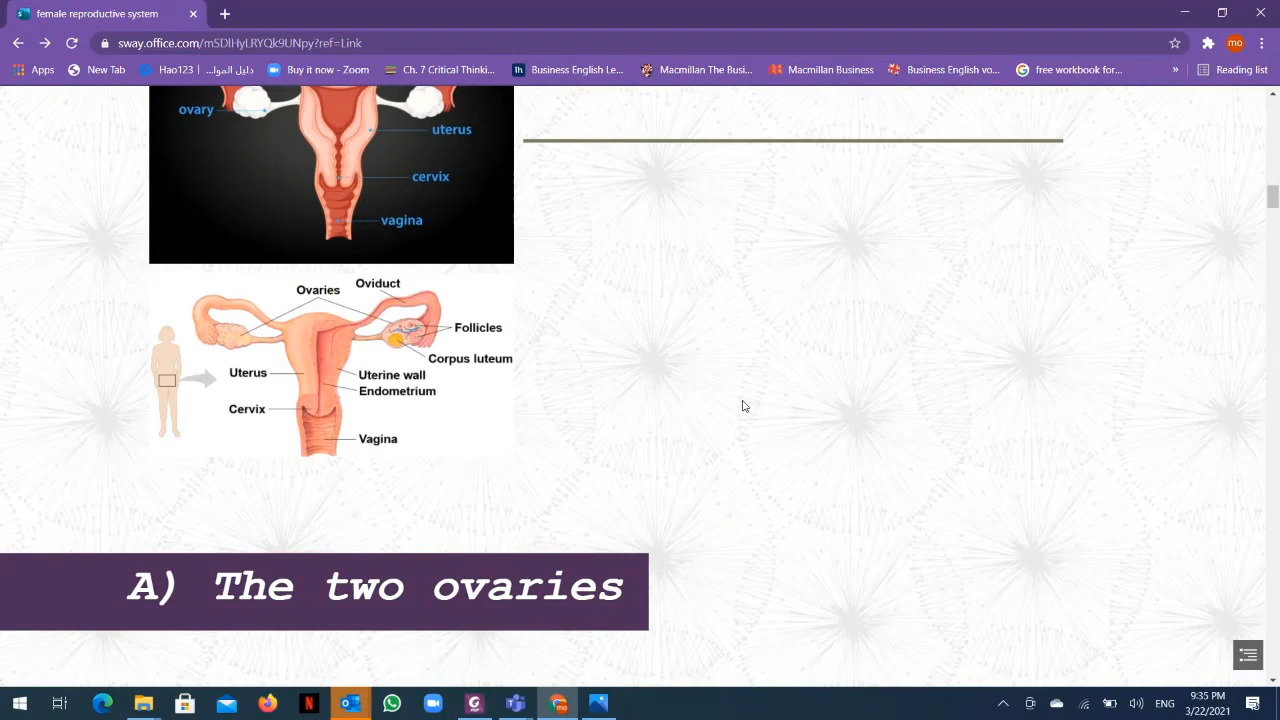 female reproductive system
sway.office.com/mSDlHyLRYQk9UNpy?ref=Link
mo
Apps
New Tab
Hao123 | دليل الموا...
Buy it now - Zoom
Ch. 7 Critical Thinki...
Business English Le...
Macmillan The Busi...
Macmillan Business
Business English vo...
free workbook for...
»
Reading list
ovary
uterus
cervix
vagina
Ovaries
Oviduct
Follicles
Corpus luteum
Uterus
Uterine wall
Endometrium
Cervix
Vagina
A) The two ovaries
ENG
9:35 PM
3/22/2021